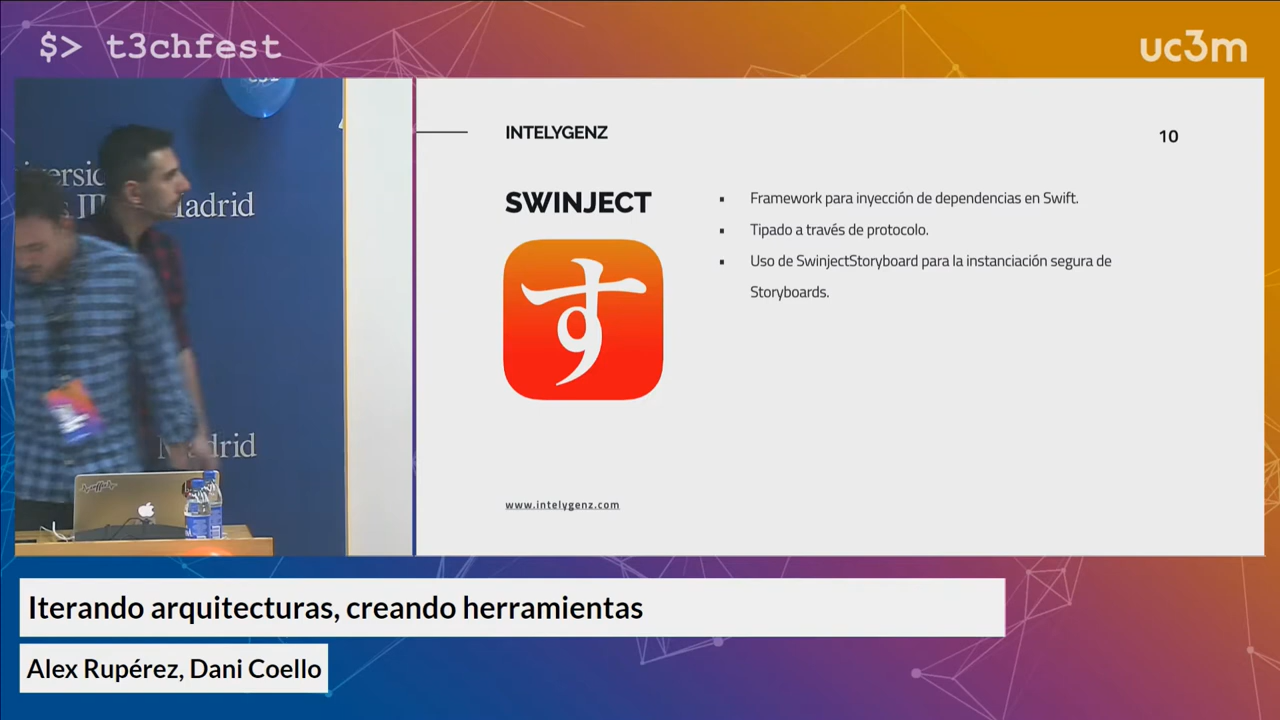 $> t3chfest
uc3m
Madrid
Madrid
INTELYGENZ
10
SWINJECT
す
▪ Framework para inyección de dependencias en Swift.
▪ Tipado a través de protocolo.
▪ Uso de SwinjectStoryboard para la instanciación segura de
Storyboards.
www.intelygenz.com
Iterando arquitecturas, creando herramientas
Alex Rupérez, Dani Coello